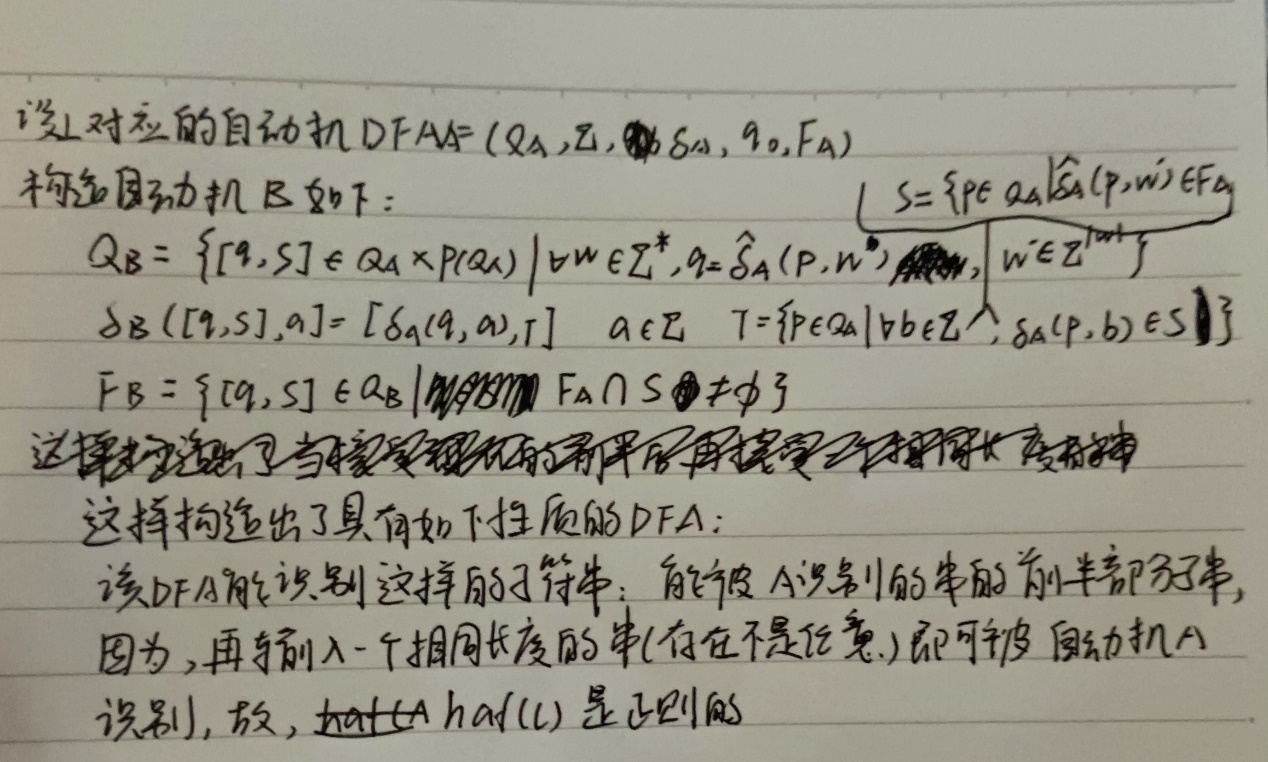 设L对应的自动机DFA A=(Q_A,Σ, δ_A, q_0,F_A)
构造自动机B如下:
S={p∈Q_A|δ̂_A(p,w')∈F_A
Q_B={[q,S]∈Q_A×P(Q_A)|∀w∈Σ*,q=δ̂_A(p,w), w'∈Σ^|w|}
δ_B([q,S],a]=[δ_A(q,a),T] a∈Σ T={p∈Q_A|∀b∈Σ,δ_A(p,b)∈S}
F_B={[q,S]∈Q_B| F_A∩S≠∅}
这样构造出了具有如下性质的DFA:
该DFA能识别这样的字符串:能被A识别的串的前半部分子串,
因为,再输入一个相同长度的串(存在不是任意)即可被自动机A
识别,故, half(L)是正则的